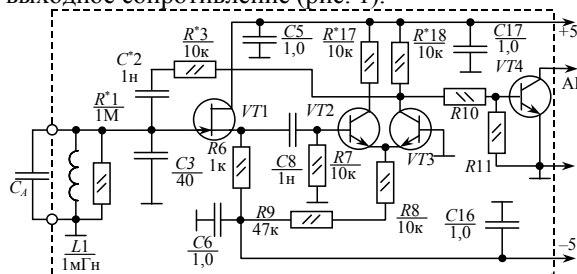 выходное сопротивление (рис. 1).
C5
1,0
R*17
10к
R*18
10к
C17
1,0
+5
R*3
10к
C*2
1н
VT4
А
R*1
1М
VT1
VT2
R10
R6
1к
R7
10к
VT3
CА
C3
40
C8
1н
R11
R8
10к
C16
1,0
R9
47к
C6
1,0
L1
1мГн
–5